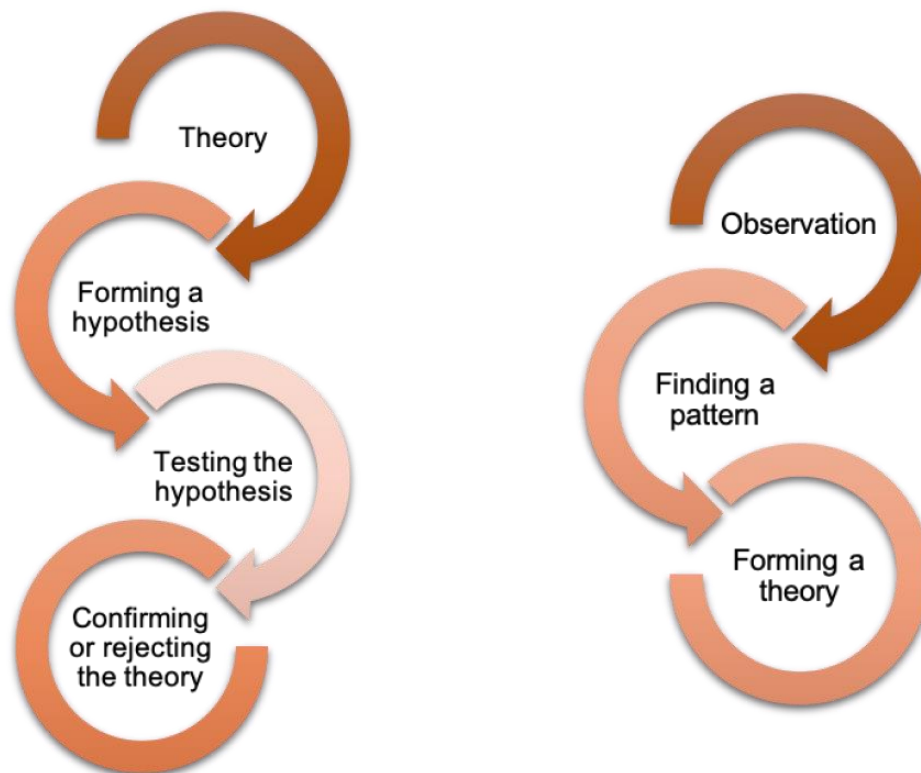 Theory
Forming a
hypothesis
Testing the
hypothesis
Confirming
or rejecting
the theory
Observation
Finding a
pattern
Forming a
theory